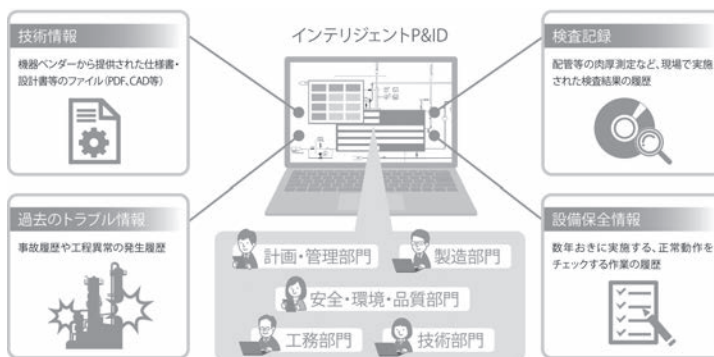 インテリジェントP&ID
技術情報
機器ベンダーから提供された仕様書・
設計書等のファイル(PDF、CAD等)
検査記録
配管等の肉厚測定など、現場で実施
された検査結果の履歴
過去のトラブル情報
事故履歴や工程異常の発生履歴
設備保全情報
数年おきに実施する、正常動作を
チェックする作業の履歴
計画・管理部門
製造部門
安全・環境・品質部門
工務部門
技術部門